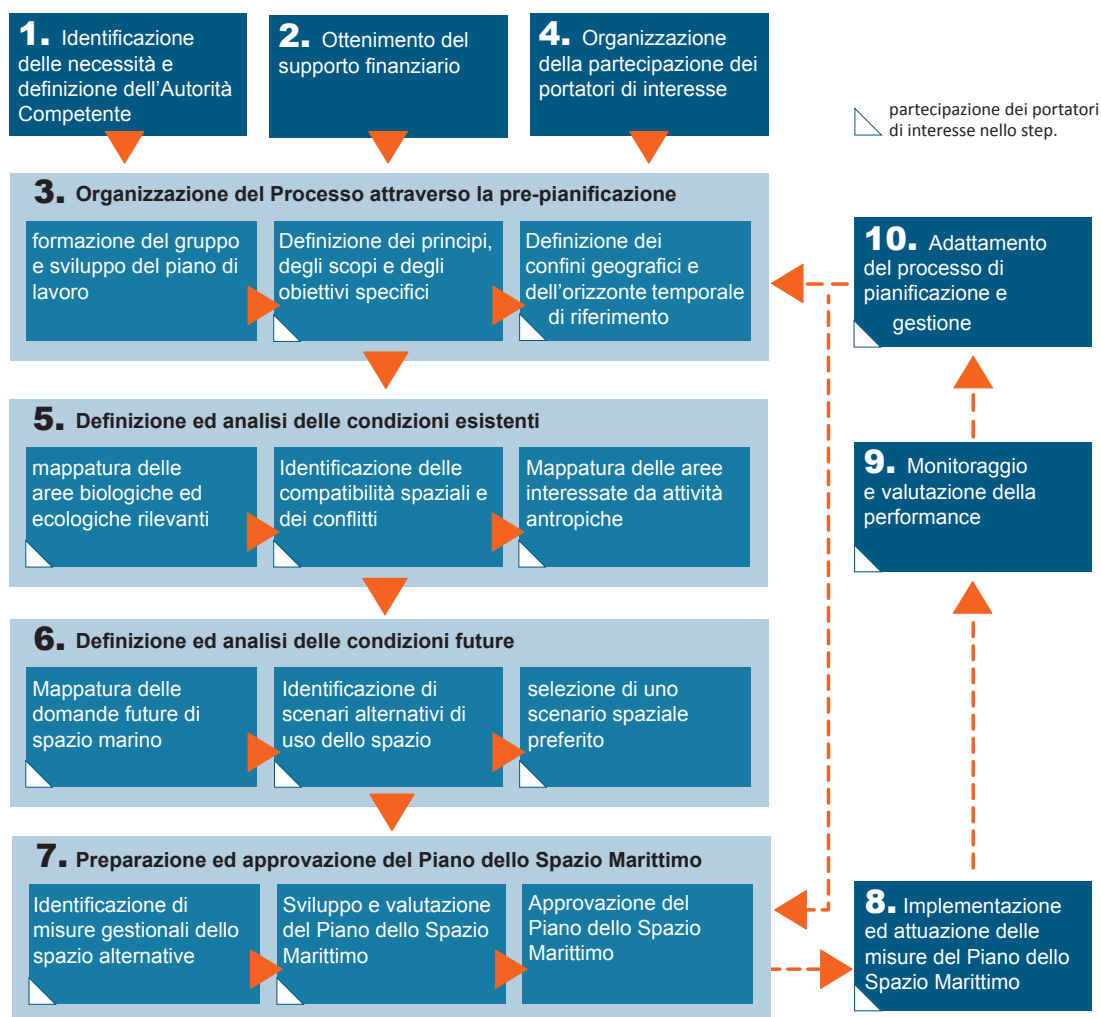 1. Identificazione
delle necessità e
definizione dell'Autorità
Competente
2. Ottenimento del
supporto finanziario
4. Organizzazione
della partecipazione dei
portatori di interesse
partecipazione dei portatori
di interesse nello step.
3. Organizzazione del Processo attraverso la pre-pianificazione
formazione del gruppo
e sviluppo del piano di
lavoro
Definizione dei principi,
degli scopi e degli
obiettivi specifici
Definizione dei
confini geografici e
dell'orizzonte temporale
di riferimento
10. Adattamento
del processo di
pianificazione e
gestione
5. Definizione ed analisi delle condizioni esistenti
mappatura delle
aree biologiche ed
ecologiche rilevanti
Identificazione delle
compatibilità spaziali e
dei conflitti
Mappatura delle aree
interessate da attività
antropiche
9. Monitoraggio
e valutazione della
performance
6. Definizione ed analisi delle condizioni future
Mappatura delle
domande future di
spazio marino
Identificazione di
scenari alternativi di
uso dello spazio
selezione di uno
scenario spaziale
preferito
7. Preparazione ed approvazione del Piano dello Spazio Marittimo
Identificazione di
misure gestionali dello
spazio alternative
Sviluppo e valutazione
del Piano dello Spazio
Marittimo
Approvazione del
Piano dello Spazio
Marittimo
8. Implementazione
ed attuazione delle
misure del Piano dello
Spazio Marittimo